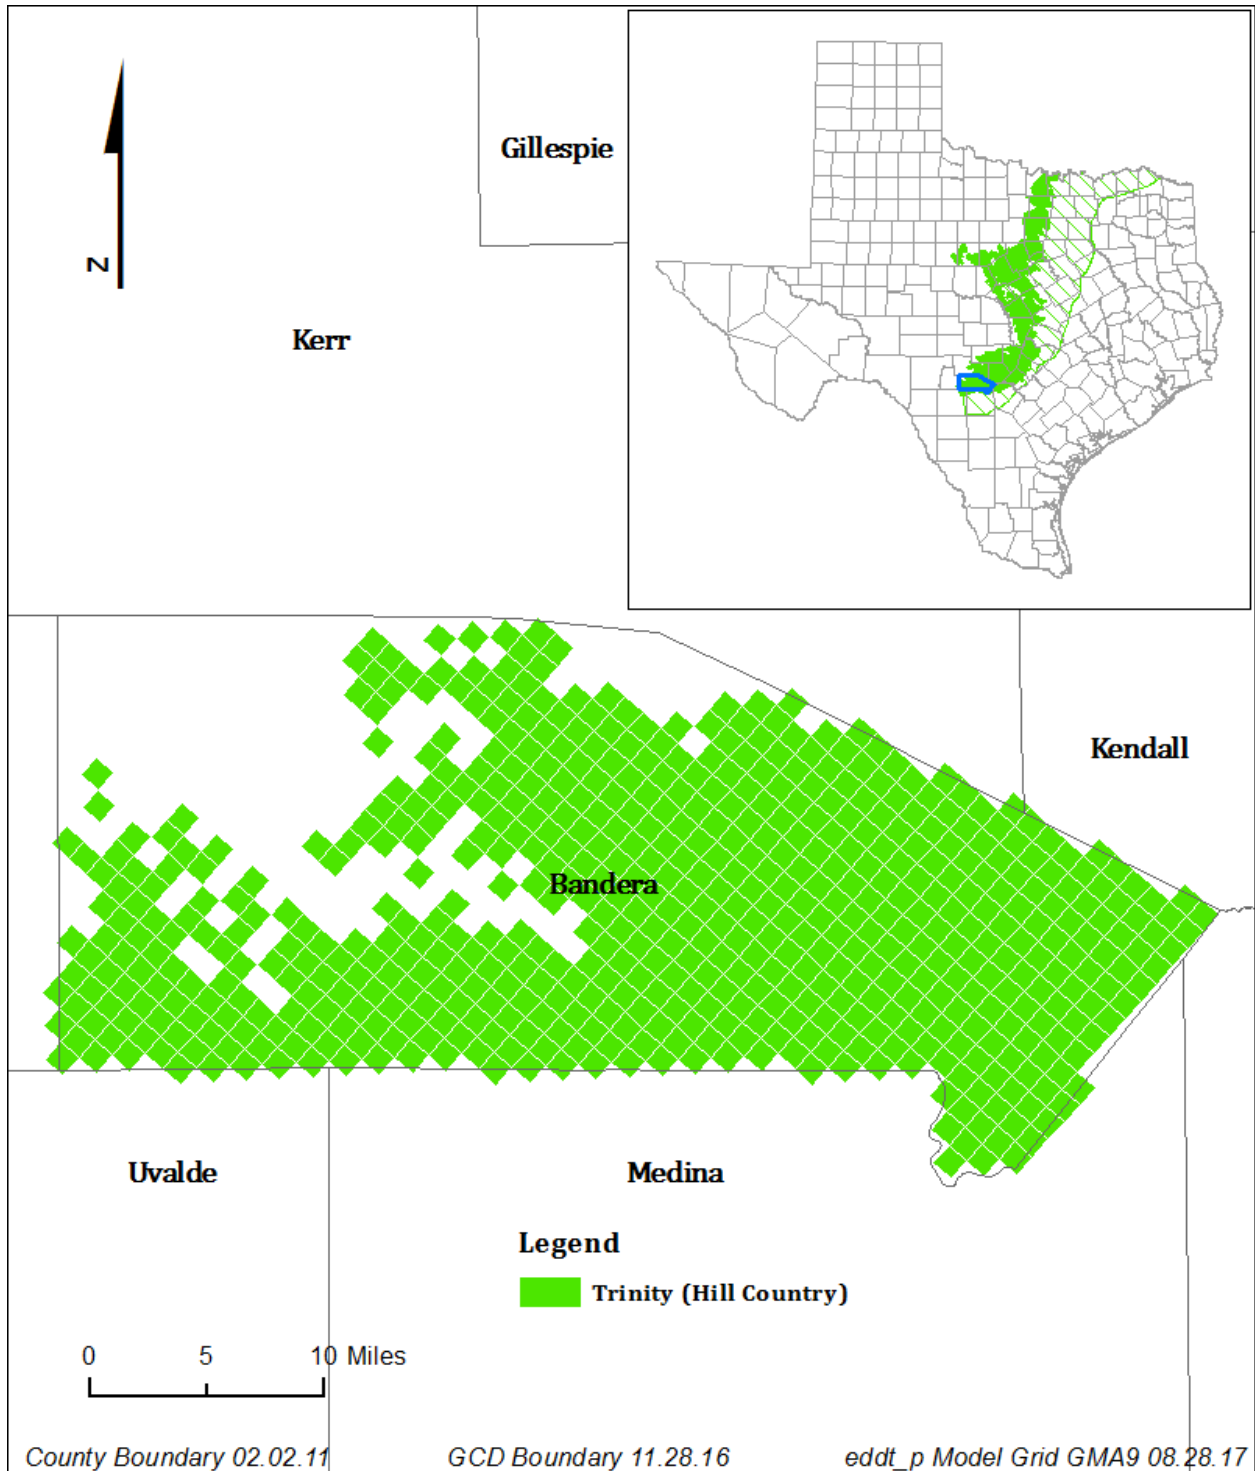 Gillespie
N
Kerr
Kendall
Bandera
Uvalde
Medina
Legend
Trinity (Hill Country)
0 5 10 Miles
County Boundary 02.02.11 GCD Boundary 11.28.16 eddt_p Model Grid GMA9 08.28.17